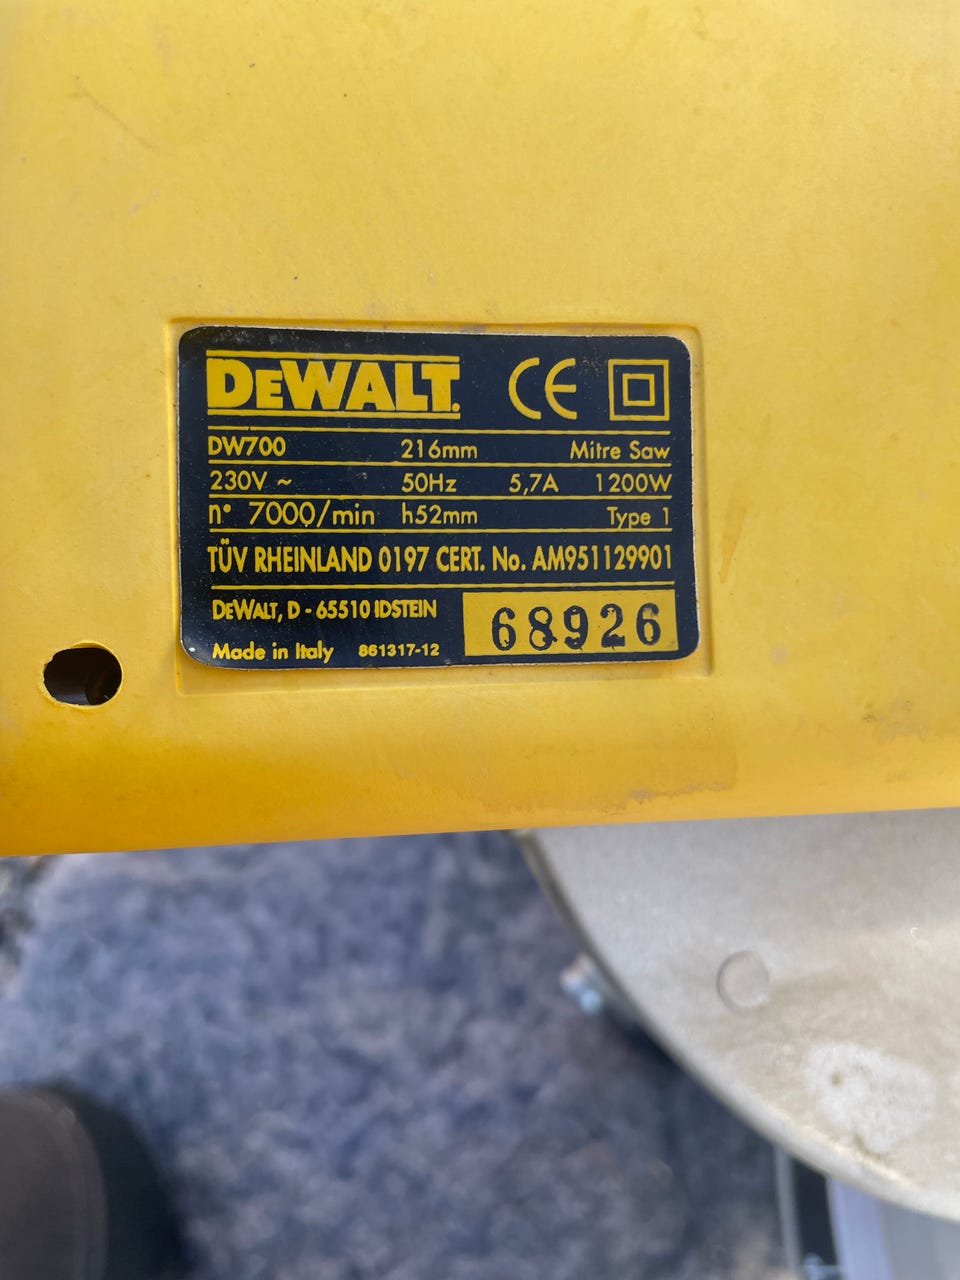 DEWALT. CE
DW700 216mm Mitre Saw
230V ~ 50Hz 5,7A 1200W
n° 7000/min h52mm Type 1
TÜV RHEINLAND 0197 CERT. No. AM951129901
DEWALT, D - 65510 IDSTEIN
68926
Made in Italy 861317-12